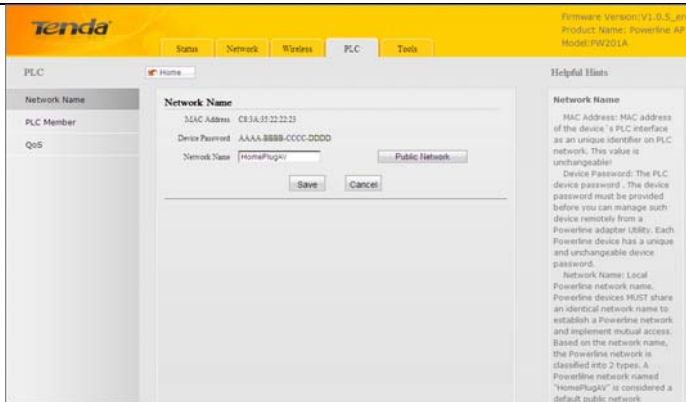 Tenda
Status Network Wireless PLC Tools
Firmware Version:V1.0.5_en
Product Name: Powerline AP
Model:PW201A
PLC
Home
Helpful Hints
Network Name
PLC Member
QoS
Network Name
MAC Address C8:3A:35:22:22:23
Device Password AAAA-BBBB-CCCC-DDDD
Network Name HomePlugAV Public Network
Save Cancel
Network Name
MAC Address: MAC address
of the device`s PLC interface
as an unique identifier on PLC
network. This value is
unchangeable!
Device Password: The PLC
device password . The device
password must be provided
before you can manage such
device remotely from a
Powerline adapter Utility. Each
Powerline device has a unique
and unchangeable device
password.
Network Name: Local
Powerline network name.
Powerline devices MUST share
an identical network name to
establish a Powerline network
and implement mutual access.
Based on the network name,
the Powerline network is
classified into 2 types. A
Powerline network named
"HomePlugAV" is considered a
default public network